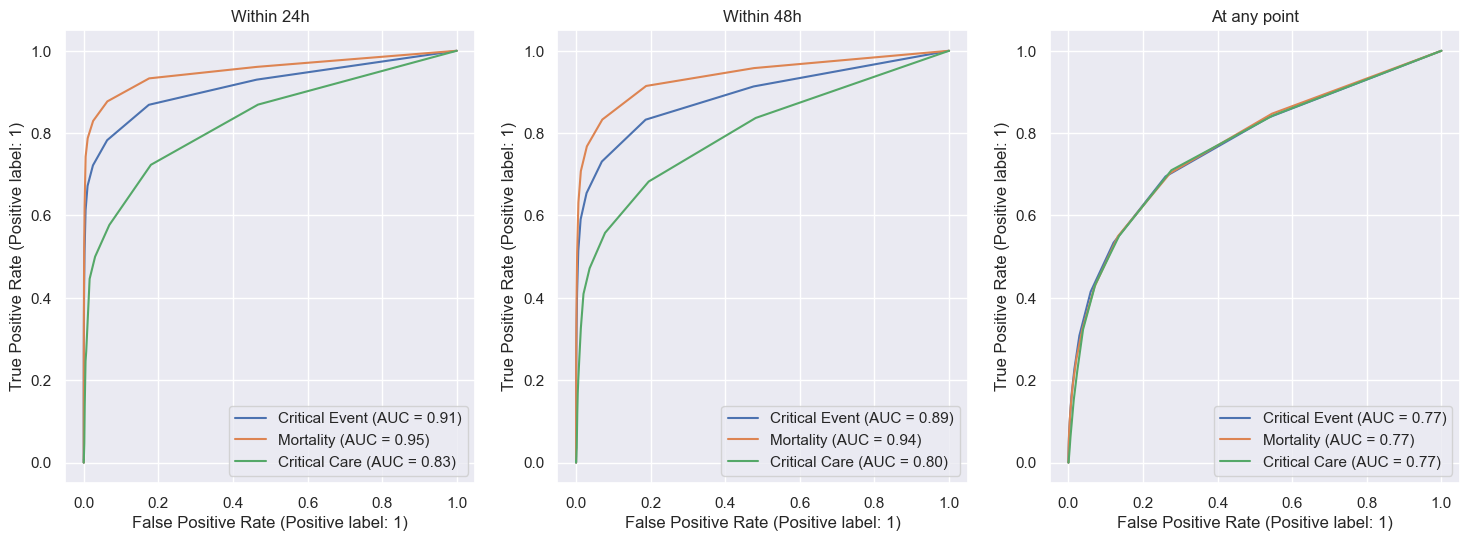 Within 24h
True Positive Rate (Positive label: 1)
1.0
0.8
0.6
0.4
0.2
0.0
Critical Event (AUC = 0.91)
Mortality (AUC = 0.95)
Critical Care (AUC = 0.83)
0.0 0.2 0.4 0.6 0.8 1.0
False Positive Rate (Positive label: 1)
Within 48h
True Positive Rate (Positive label: 1)
1.0
0.8
0.6
0.4
0.2
0.0
Critical Event (AUC = 0.89)
Mortality (AUC = 0.94)
Critical Care (AUC = 0.80)
0.0 0.2 0.4 0.6 0.8 1.0
False Positive Rate (Positive label: 1)
At any point
True Positive Rate (Positive label: 1)
1.0
0.8
0.6
0.4
0.2
0.0
Critical Event (AUC = 0.77)
Mortality (AUC = 0.77)
Critical Care (AUC = 0.77)
0.0 0.2 0.4 0.6 0.8 1.0
False Positive Rate (Positive label: 1)